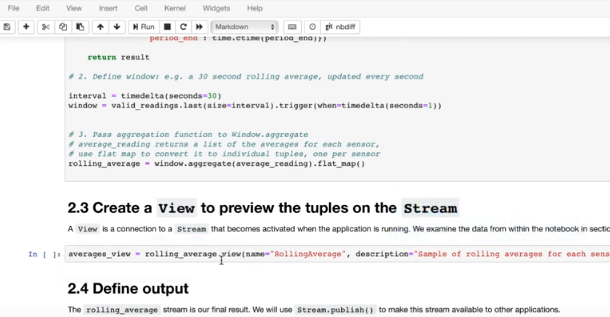 File Edit View Insert Cell Kernel Widgets Help
Run Markdown nbdiff
period_end : time.ctime(period_end)})
return result
# 2. Define window: e.g. a 30 second rolling average, updated every second
interval = timedelta(seconds=30)
window = valid_readings.last(size=interval).trigger(when=timedelta(seconds=1))
# 3. Pass aggregation function to Window.aggregate
# average_reading returns a list of the averages for each sensor,
# use flat map to convert it to individual tuples, one per sensor
rolling_average = window.aggregate(average_reading).flat_map()
2.3 Create a View to preview the tuples on the Stream
A View is a connection to a Stream that becomes activated when the application is running. We examine the data from within the notebook in sectio
In [ ]: averages_view = rolling_average.view(name="RollingAverage", description="Sample of rolling averages for each sens
2.4 Define output
The rolling_average stream is our final result. We will use Stream.publish() to make this stream available to other applications.